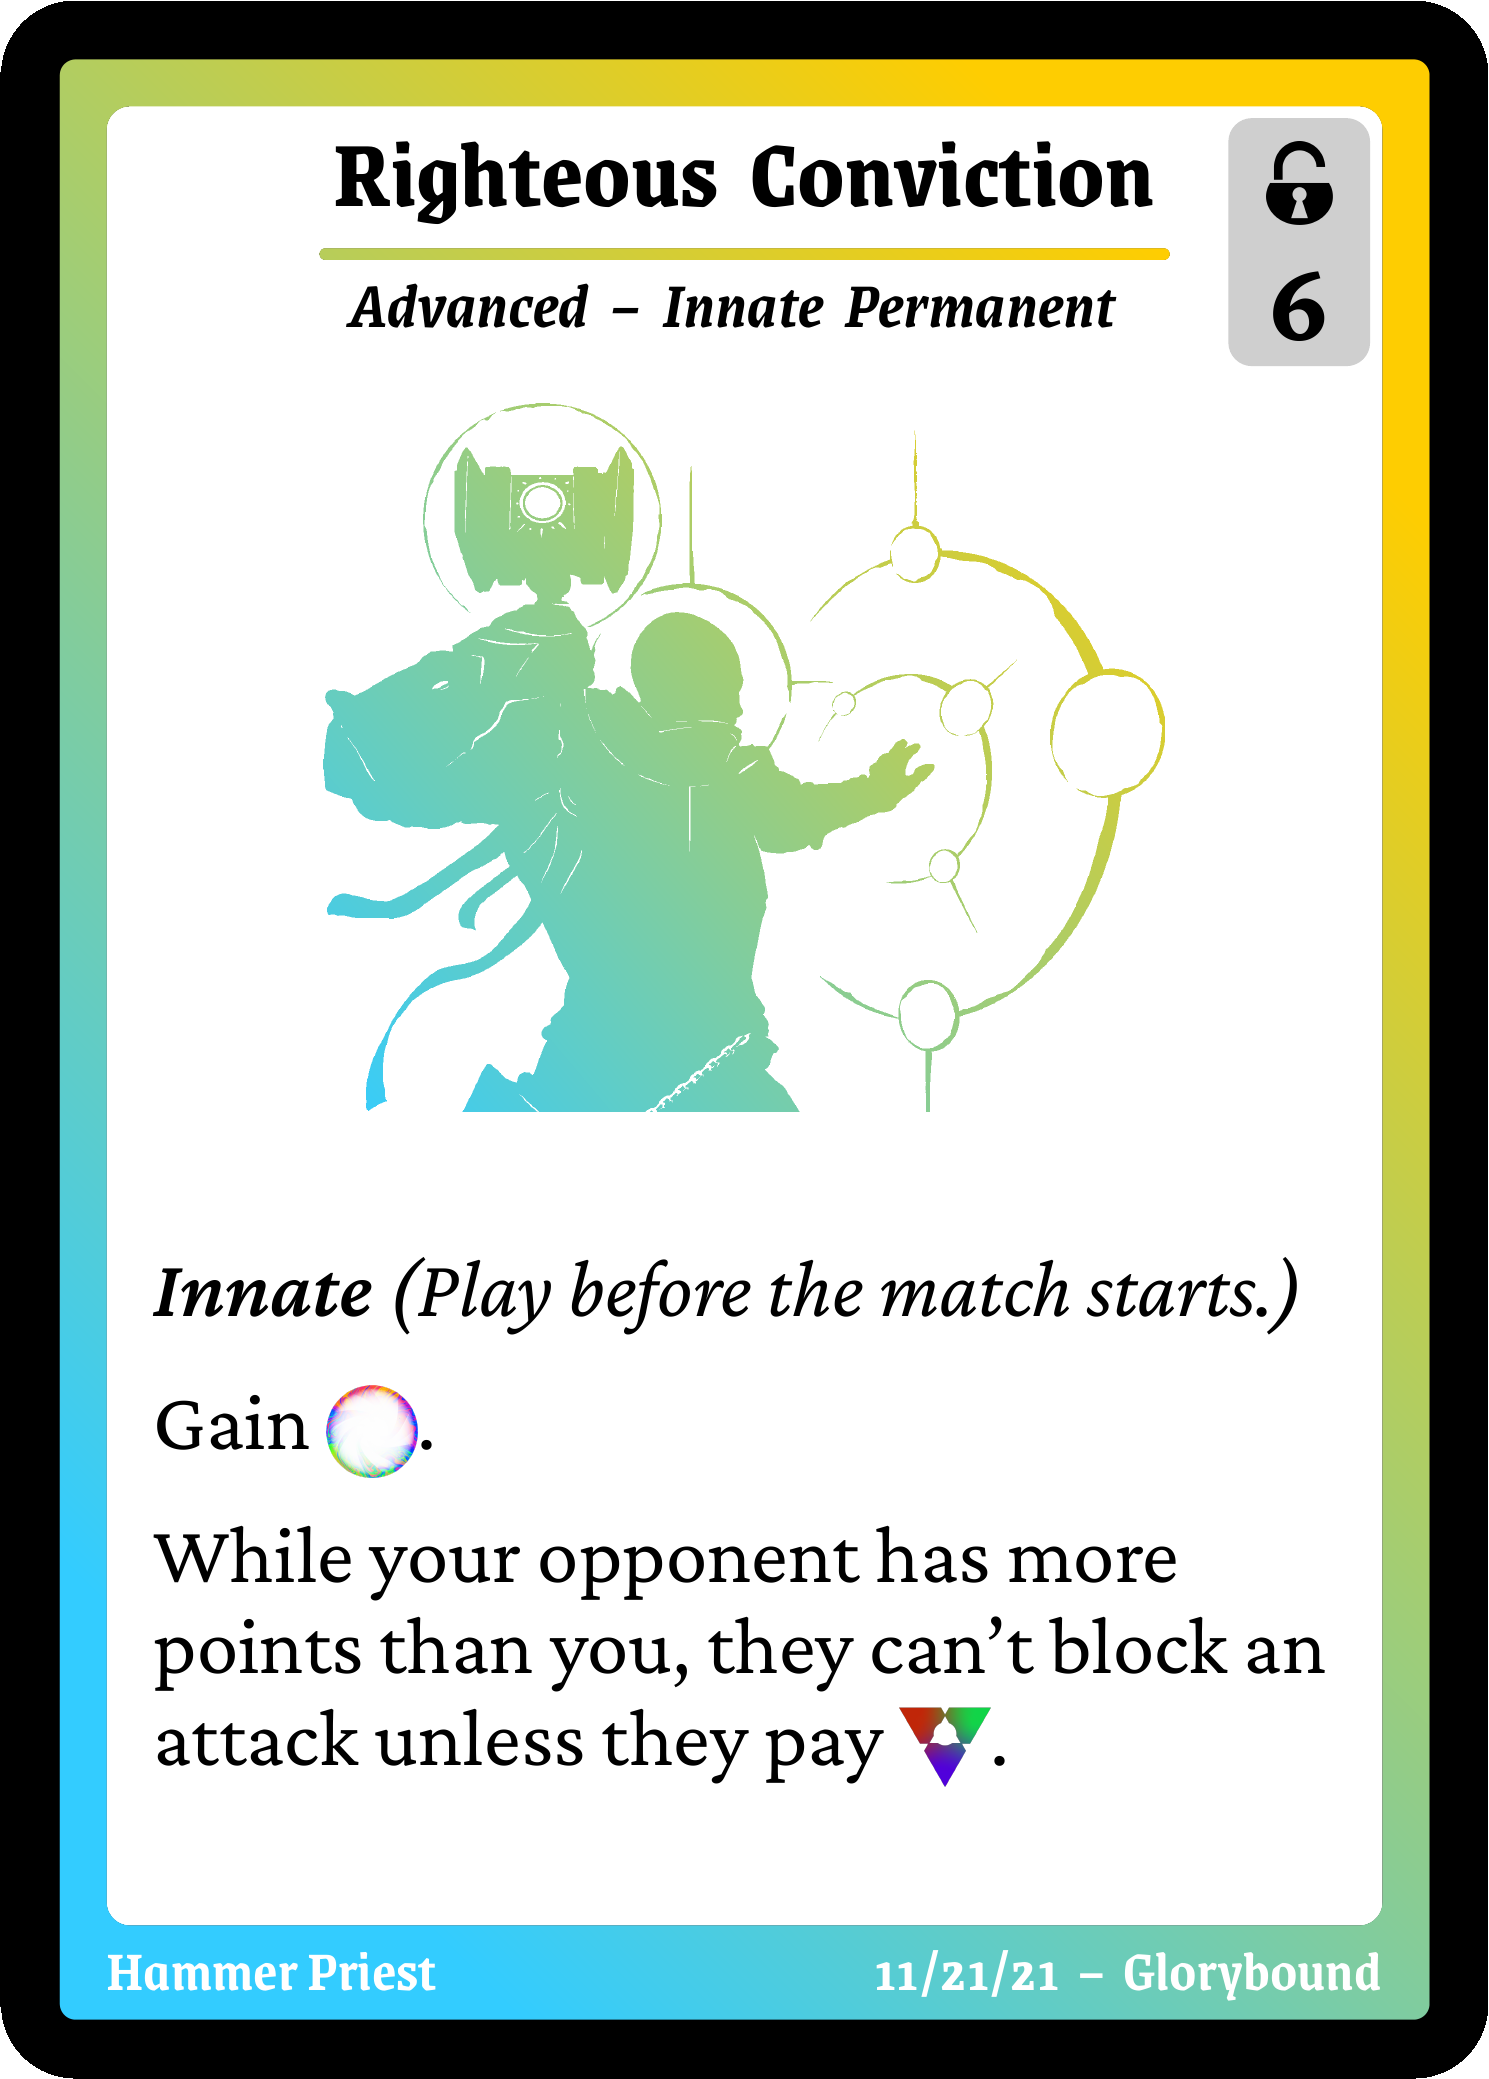 Righteous Conviction
Advanced – Innate Permanent
6
Innate (Play before the match starts.)
Gain .
While your opponent has more
points than you, they can’t block an
attack unless they pay .
Hammer Priest
11/21/21 – Glorybound